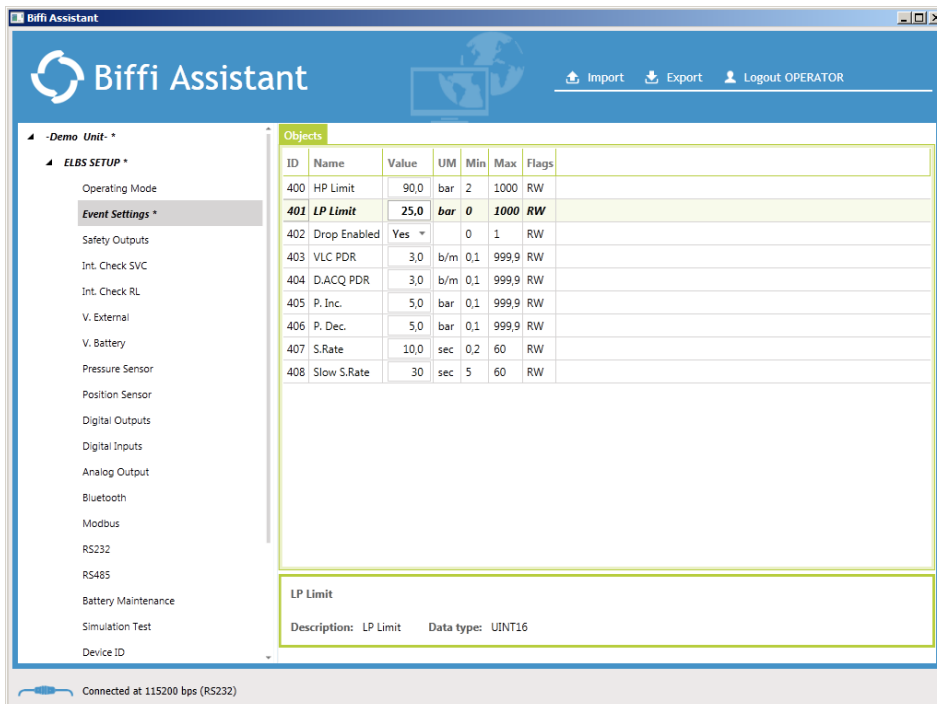 Biffi Assistant
Biffi Assistant
Import Export Logout OPERATOR
-Demo Unit- *
ELBS SETUP *
Operating Mode
Event Settings *
Safety Outputs
Int. Check SVC
Int. Check RL
V. External
V. Battery
Pressure Sensor
Position Sensor
Digital Outputs
Digital Inputs
Analog Output
Bluetooth
Modbus
RS232
RS485
Battery Maintenance
Simulation Test
Device ID
Objects
ID Name Value UM Min Max Flags
400 HP Limit 90,0 bar 2 1000 RW
401 LP Limit 25,0 bar 0 1000 RW
402 Drop Enabled Yes 0 1 RW
403 VLC PDR 3,0 b/m 0,1 999,9 RW
404 D.ACQ PDR 3,0 b/m 0,1 999,9 RW
405 P. Inc. 5,0 bar 0,1 999,9 RW
406 P. Dec. 5,0 bar 0,1 999,9 RW
407 S.Rate 10,0 sec 0,2 60 RW
408 Slow S.Rate 30 sec 5 60 RW
LP Limit
Description: LP Limit Data type: UINT16
Connected at 115200 bps (RS232)